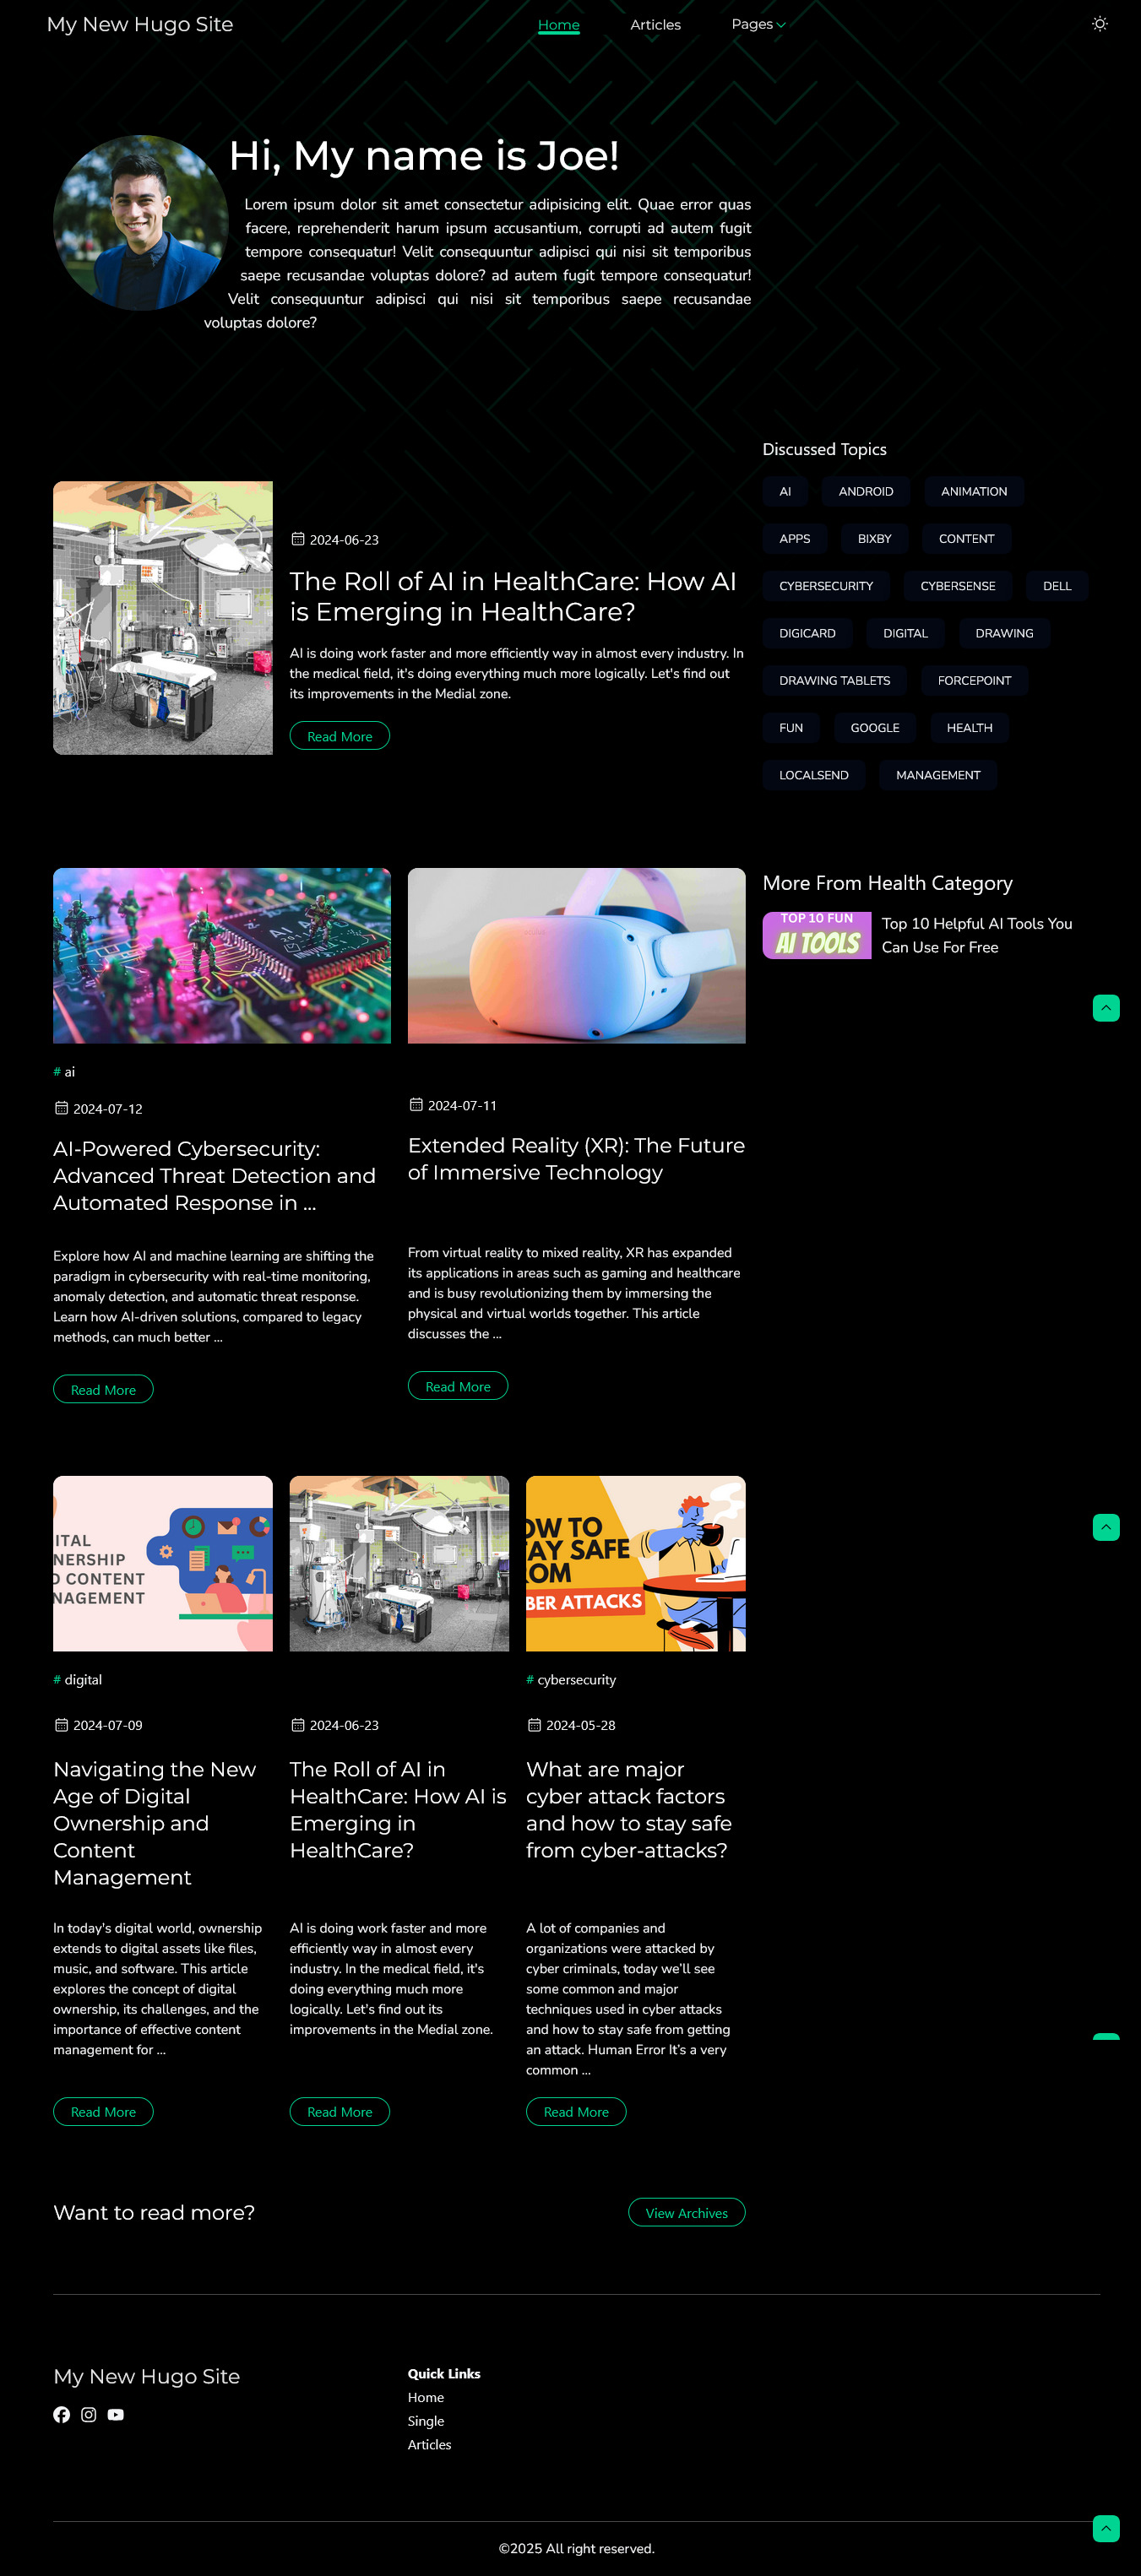 My New Hugo Site
Home
Articles
Pages
Hi, My name is Joe!
Lorem ipsum dolor sit amet consectetur adipisicing elit. Quae error quas
facere, reprehenderit harum ipsum accusantium, corrupti ad autem fugit
tempore consequatur! Velit consequuntur adipisci qui nisi sit temporibus
saepe recusandae voluptas dolore? ad autem fugit tempore consequatur!
Velit consequuntur adipisci qui nisi sit temporibus saepe recusandae
voluptas dolore?
2024-06-23
The Roll of AI in HealthCare: How AI
is Emerging in HealthCare?
AI is doing work faster and more efficiently way in almost every industry. In
the medical field, it's doing everything much more logically. Let's find out
its improvements in the Medial zone.
Read More
Discussed Topics
AI
ANDROID
ANIMATION
APPS
BIXBY
CONTENT
CYBERSECURITY
CYBERSENSE
DELL
DIGICARD
DIGITAL
DRAWING
DRAWING TABLETS
FORCEPOINT
FUN
GOOGLE
HEALTH
LOCALSEND
MANAGEMENT
# ai
2024-07-12
AI-Powered Cybersecurity:
Advanced Threat Detection and
Automated Response in ...
Explore how AI and machine learning are shifting the
paradigm in cybersecurity with real-time monitoring,
anomaly detection, and automatic threat response.
Learn how AI-driven solutions, compared to legacy
methods, can much better ...
Read More
2024-07-11
Extended Reality (XR): The Future
of Immersive Technology
From virtual reality to mixed reality, XR has expanded
its applications in areas such as gaming and healthcare
and is busy revolutionizing them by immersing the
physical and virtual worlds together. This article
discusses the ...
Read More
More From Health Category
TOP 10 FUN
AI TOOLS
Top 10 Helpful AI Tools You
Can Use For Free
ITAL
NERSHIP
D CONTENT
NAGEMENT
# digital
2024-07-09
Navigating the New
Age of Digital
Ownership and
Content
Management
In today's digital world, ownership
extends to digital assets like files,
music, and software. This article
explores the concept of digital
ownership, its challenges, and the
importance of effective content
management for ...
Read More
2024-06-23
The Roll of AI in
HealthCare: How AI is
Emerging in
HealthCare?
AI is doing work faster and more
efficiently way in almost every
industry. In the medical field, it's
doing everything much more
logically. Let's find out its
improvements in the Medial zone.
Read More
OW TO
AY SAFE
ROM
BER ATTACKS
# cybersecurity
2024-05-28
What are major
cyber attack factors
and how to stay safe
from cyber-attacks?
A lot of companies and
organizations were attacked by
cyber criminals, today we’ll see
some common and major
techniques used in cyber attacks
and how to stay safe from getting
an attack. Human Error It’s a very
common ...
Read More
Want to read more?
View Archives
My New Hugo Site
Quick Links
Home
Single
Articles
©2025 All right reserved.